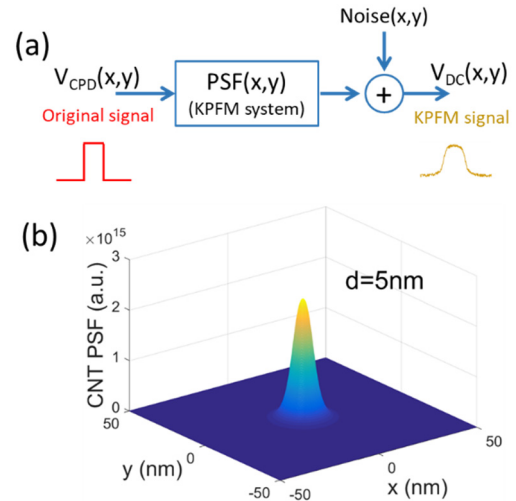 (a)
Noise(x,y)
V_CPD(x,y)
PSF(x,y)
(KPFM system)
+
V_DC(x,y)
Original signal
KPFM signal
(b)
×10^15
CNT PSF (a.u.)
3
2
1
0
d=5nm
50
0
-50
y (nm)
-50
0
50
x (nm)